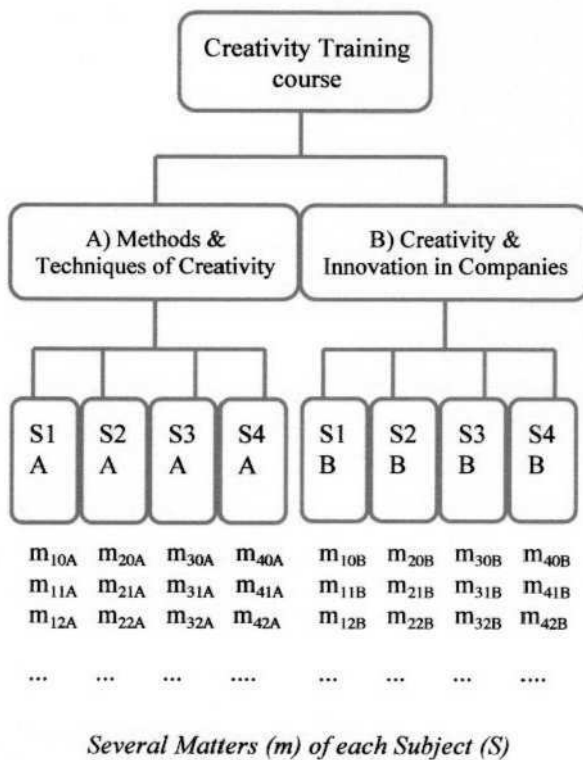 Creativity Training
course
A) Methods &
Techniques of Creativity
B) Creativity &
Innovation in Companies
S1 S2 S3 S4 S1 S2 S3 S4
A A A A B B B B
m10A m20A m30A m40A m10B m20B m30B m40B
m11A m21A m31A m41A m11B m21B m31B m41B
m12A m22A m32A m42A m12B m22B m32B m42B
... ... ... .... ... ... ... ....
Several Matters (m) of each Subject (S)